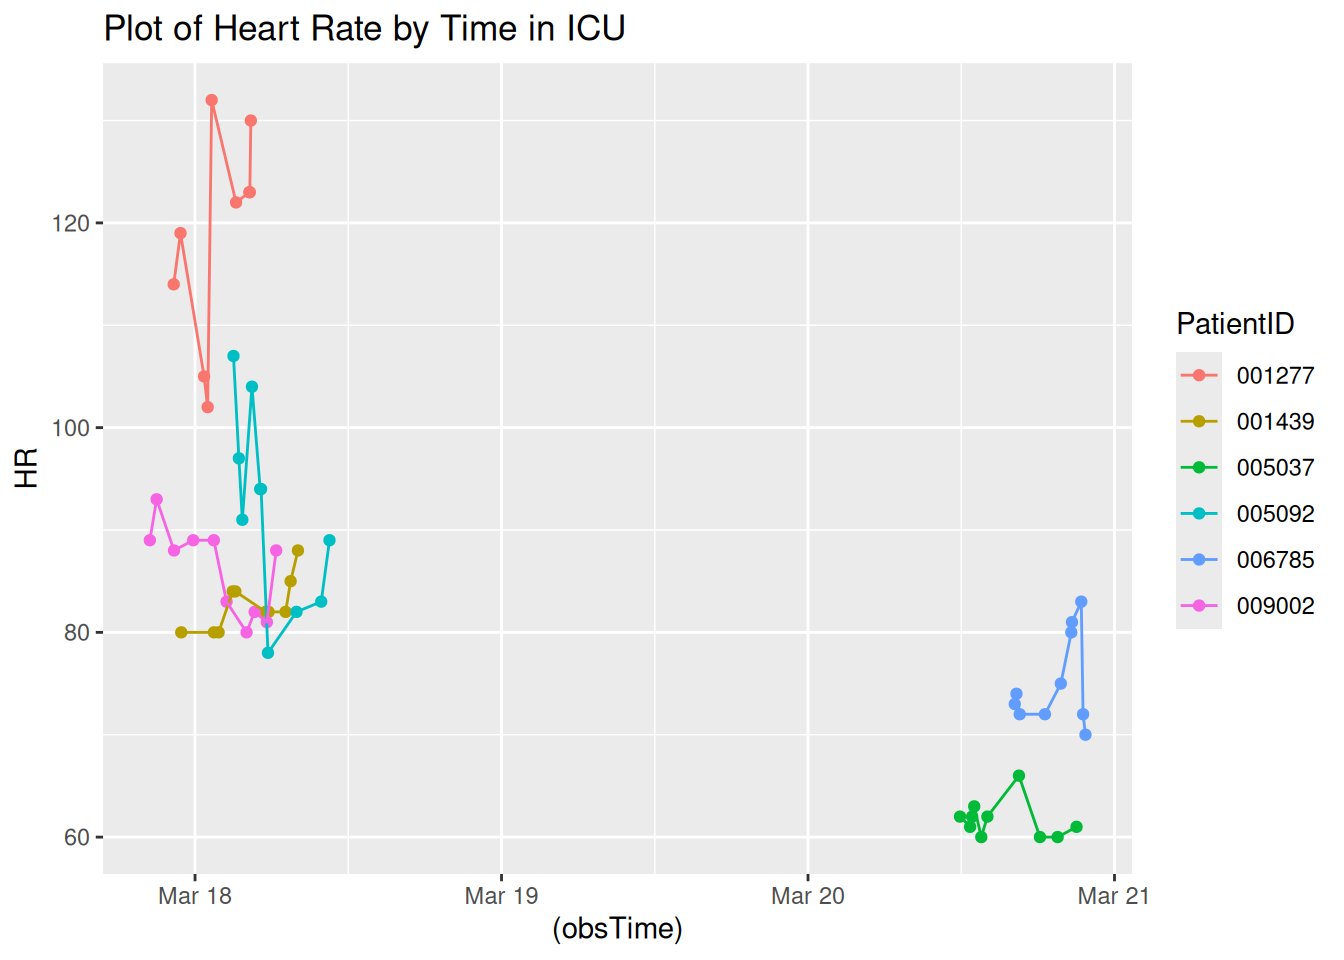 Plot of Heart Rate by Time in ICU
120
100
80
60
HR
Mar 18
Mar 19
Mar 20
Mar 21
(obsTime)
PatientID
001277
001439
005037
005092
006785
009002